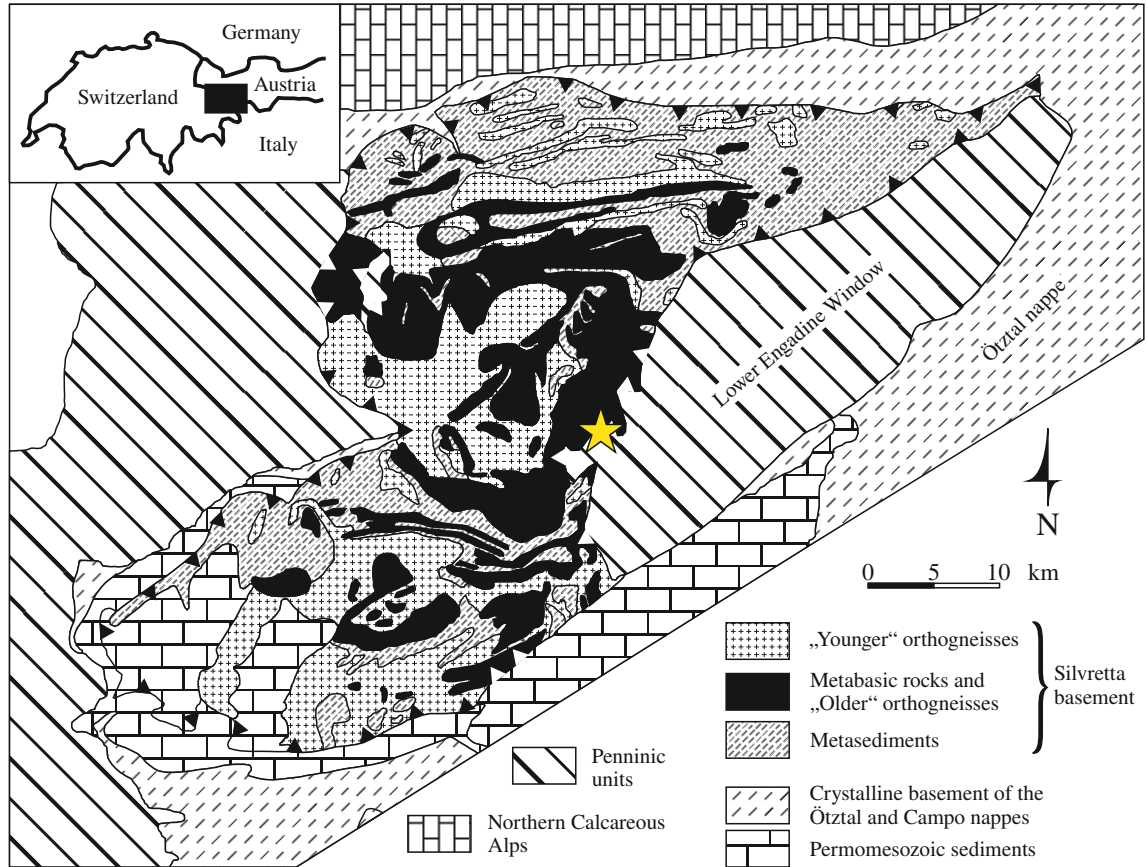 Germany
Austria
Switzerland
Italy
Lower Engadine Window
Ötztal nappe
N
0 5 10 km
„Younger“ orthogneisses
Metabasic rocks and
„Older“ orthogneisses
Metasediments
Silvretta
basement
Penninic
units
Northern Calcareous
Alps
Crystalline basement of the
Ötztal and Campo nappes
Permomesozoic sediments